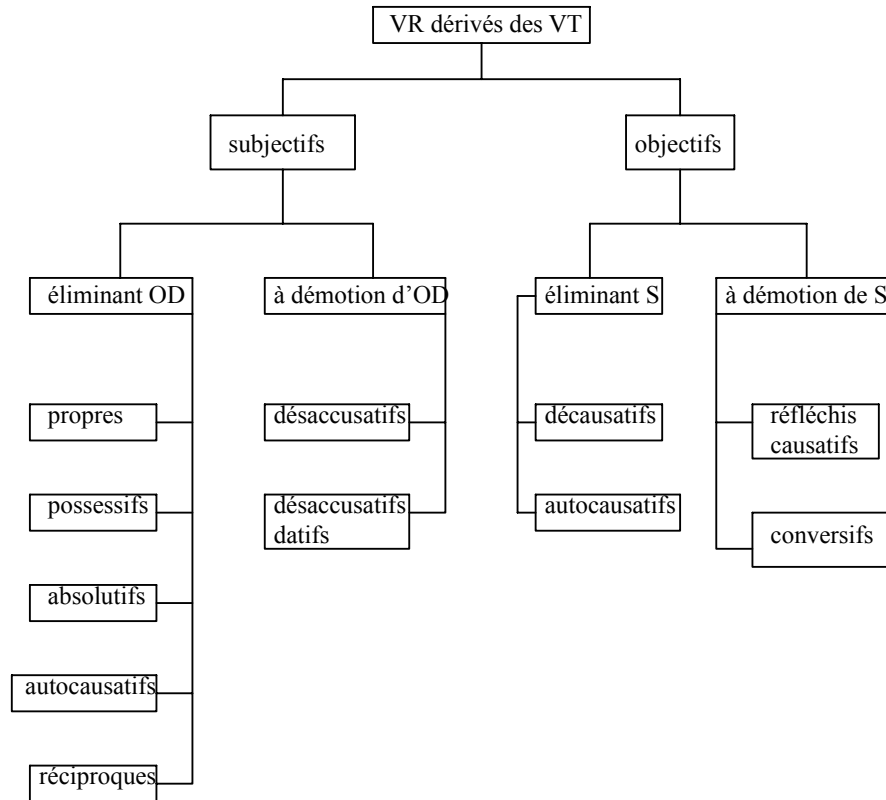 VR dérivés des VT
subjectifs
objectifs
éliminant OD
à démotion d'OD
éliminant S
à démotion de S
propres
désaccusatifs
décausatifs
réfléchis
causatifs
possessifs
désaccusatifs
datifs
autocausatifs
conversifs
absolutifs
autocausatifs
réciproques